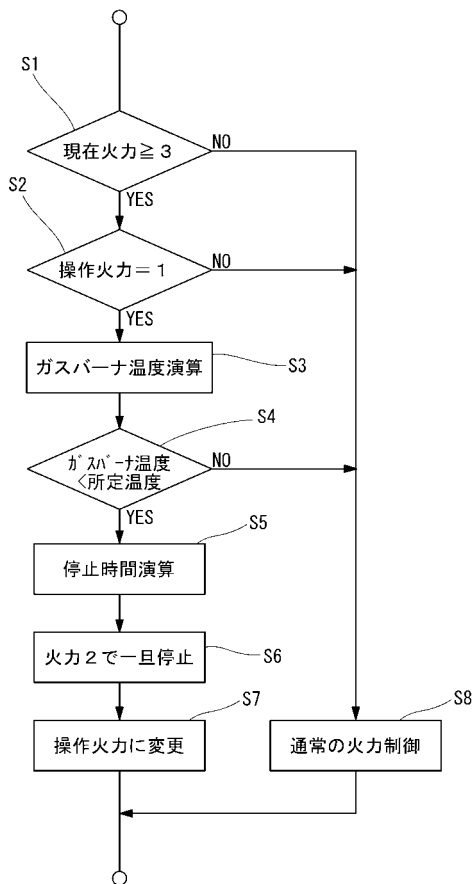 S1
現在火力≧3
NO
YES
S2
操作火力=1
NO
YES
ガスバーナ温度演算
S3
S4
ガスバーナ温度
<所定温度
NO
YES
S5
停止時間演算
火力2で一旦停止
S6
S7
操作火力に変更
S8
通常の火力制御